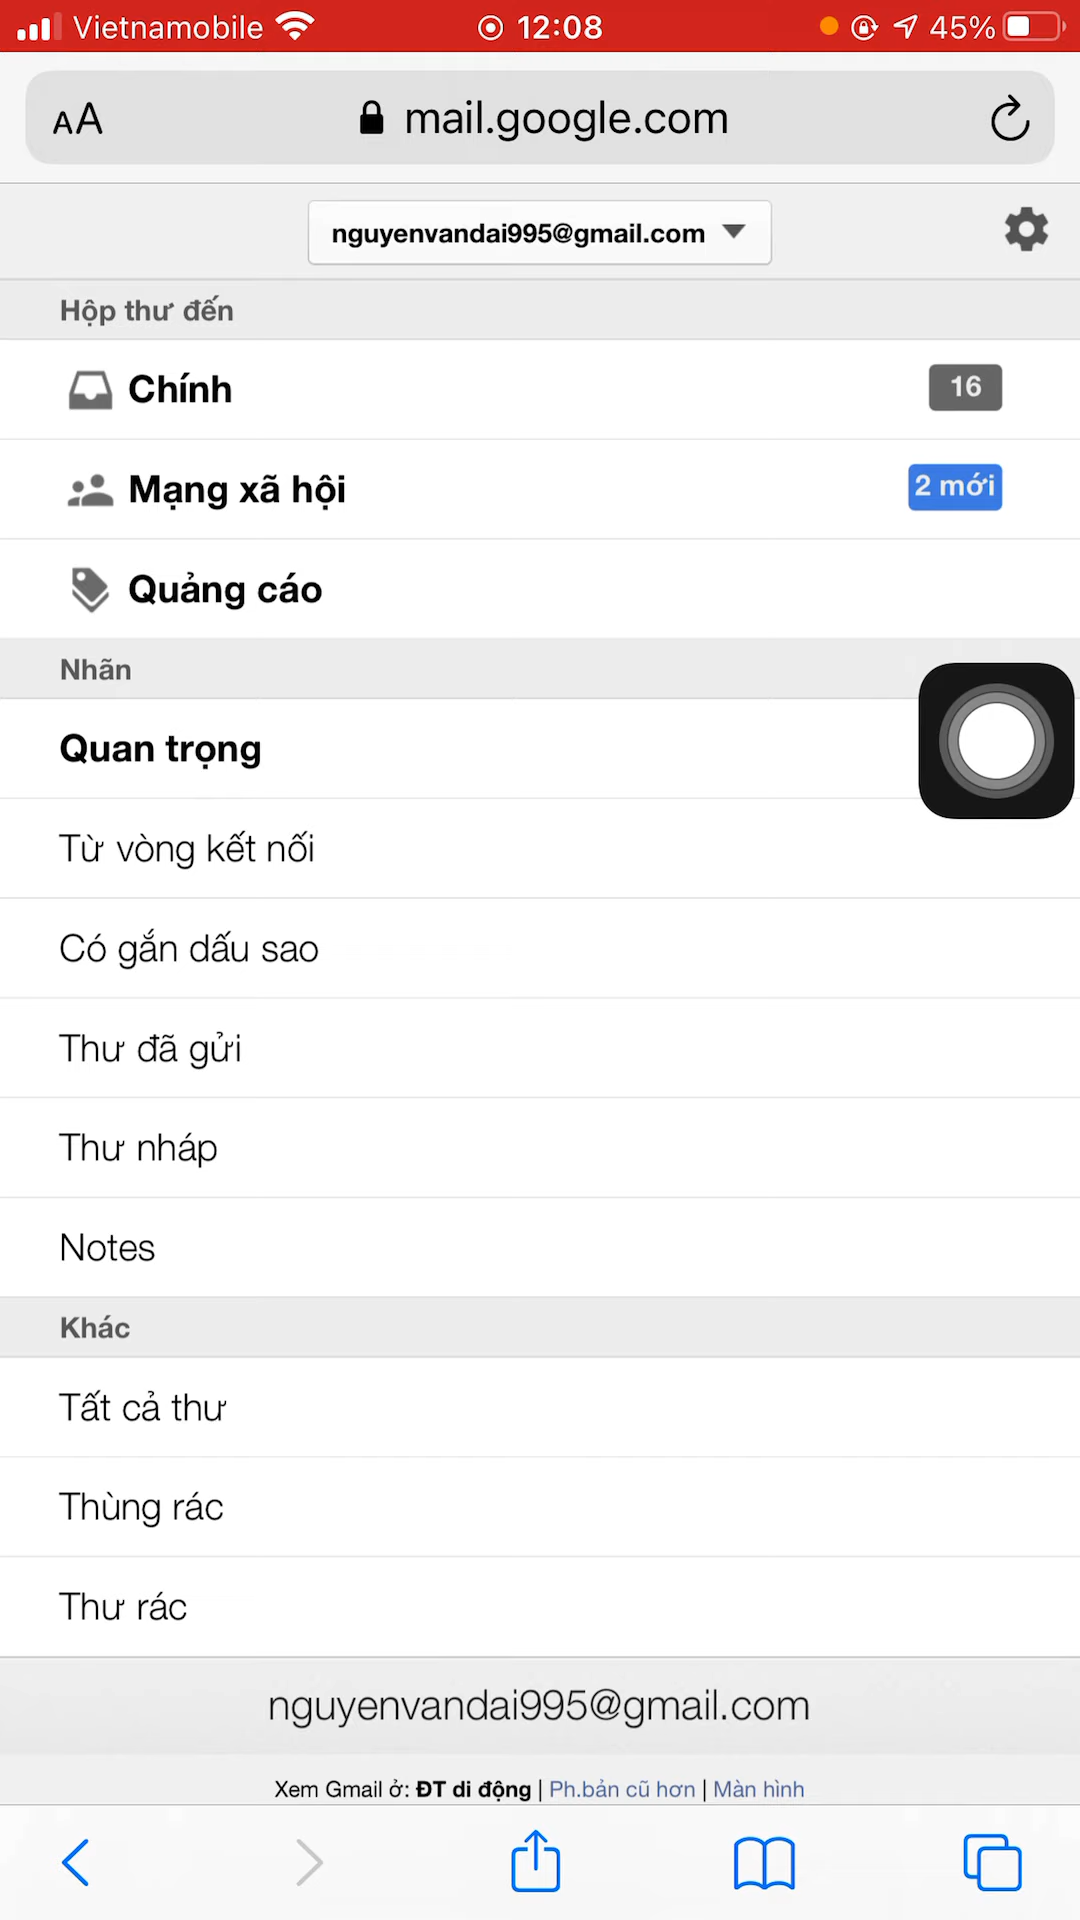 Vietnamobile 12:08 45%
AA mail.google.com
nguyenvandai995@gmail.com
Hộp thư đến
Chính 16
Mạng xã hội 2 mới
Quảng cáo
Nhãn
Quan trọng
Từ vòng kết nối
Có gắn dấu sao
Thư đã gửi
Thư nháp
Notes
Khác
Tất cả thư
Thùng rác
Thư rác
nguyenvandai995@gmail.com
Xem Gmail ở: ĐT di động | Ph.bản cũ hơn | Màn hình